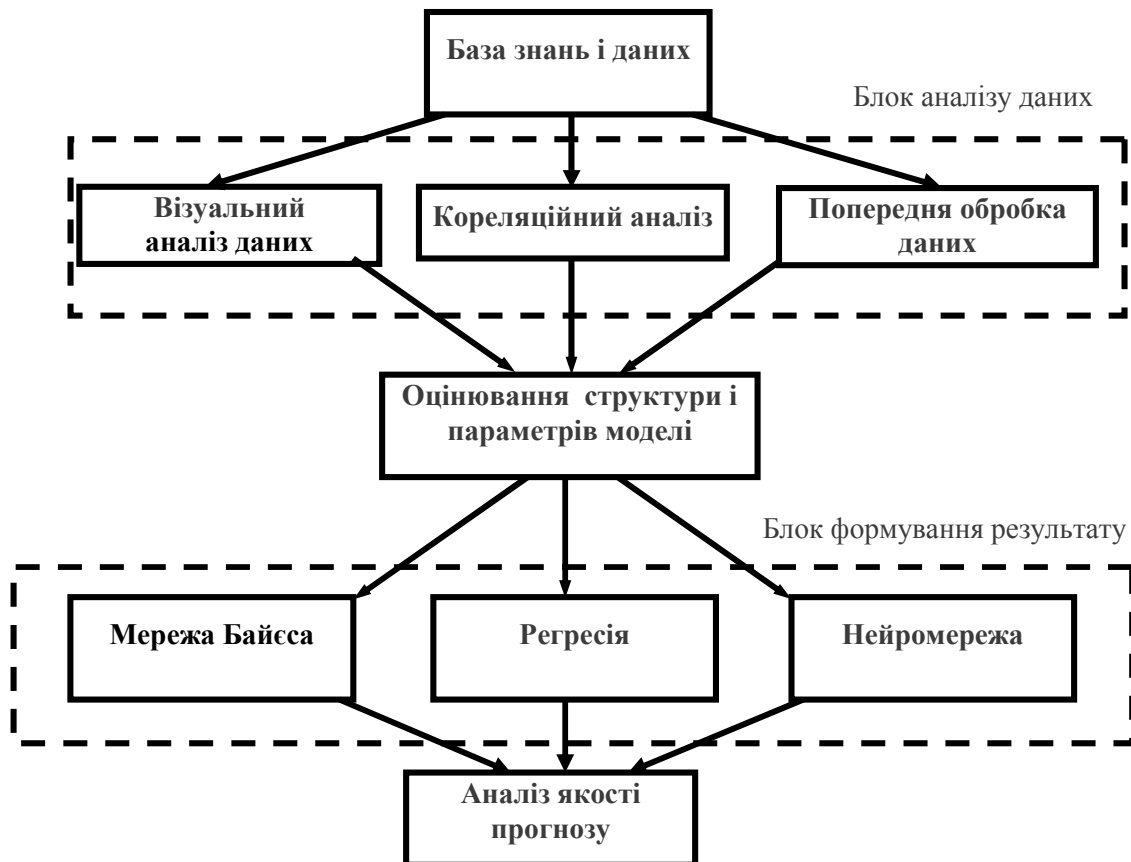 База знань і даних
Блок аналізу даних
Візуальний
аналіз даних
Кореляційний аналіз
Попередня обробка
даних
Оцінювання структури і
параметрів моделі
Блок формування результату
Мережа Байєса
Регресія
Нейромережа
Аналіз якості
прогнозу